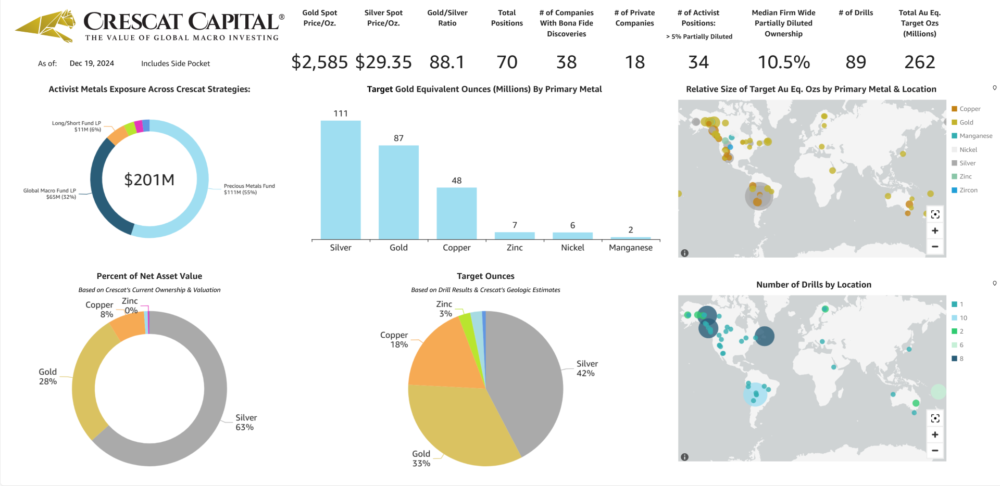 CRESCAT CAPITAL®
THE VALUE OF GLOBAL MACRO INVESTING
As of: Dec 19, 2024 Includes Side Pocket
Gold Spot
Price/Oz.
$2,585
Silver Spot
Price/Oz.
$29.35
Gold/Silver
Ratio
88.1
Total
Positions
70
# of Companies
With Bona Fide
Discoveries
38
# of Private
Companies
18
# of Activist
Positions:
> 5% Partially Diluted
34
Median Firm Wide
Partially Diluted
Ownership
10.5%
# of Drills
89
Total Au Eq.
Target Ozs
(Millions)
262
Activist Metals Exposure Across Crescat Strategies:
Long/Short Fund LP
$11M (6%)
$201M
Global Macro Fund LP
$65M (32%)
Precious Metals Fund
$111M (55%)
Target Gold Equivalent Ounces (Millions) By Primary Metal
111
87
48
7
6
2
Silver
Gold
Copper
Zinc
Nickel
Manganese
Relative Size of Target Au Eq. Ozs by Primary Metal & Location
Copper
Gold
Manganese
Nickel
Silver
Zinc
Zircon
+
−
i
Percent of Net Asset Value
Based on Crescat's Current Ownership & Valuation
Zinc
0%
Copper
8%
Gold
28%
Silver
63%
Target Ounces
Based on Drill Results & Crescat's Geologic Estimates
Zinc
3%
Copper
18%
Silver
42%
Gold
33%
Number of Drills by Location
1
10
2
6
8
+
−
i